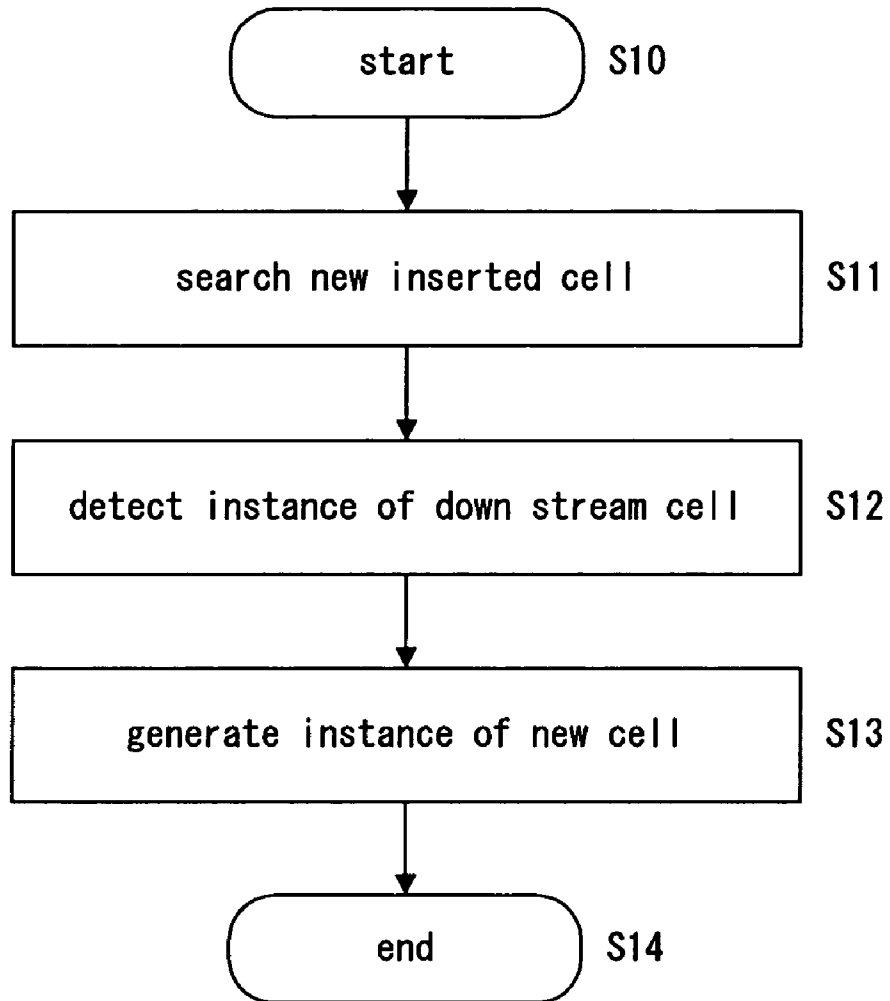 start S10
search new inserted cell S11
detect instance of down stream cell S12
generate instance of new cell S13
end S14